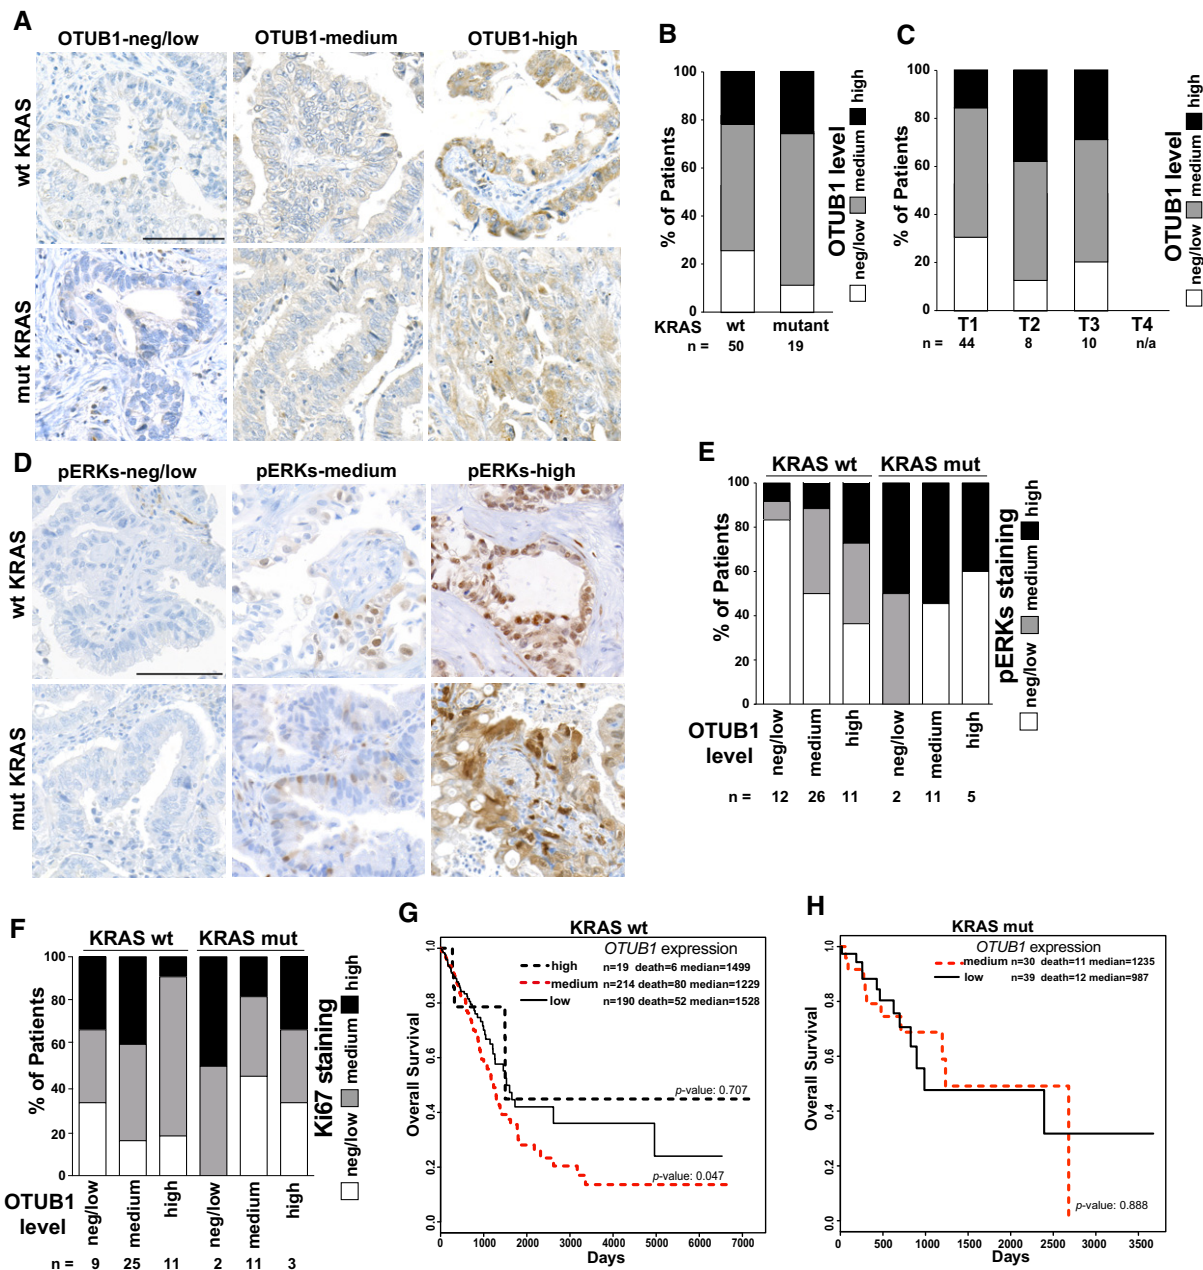 A
OTUB1-neg/low
OTUB1-medium
OTUB1-high
wt KRAS
mut KRAS
B
100
80
60
40
20
0
% of Patients
KRAS wt mutant
n = 50 19
OTUB1 level
neg/low medium high
C
100
80
60
40
20
0
% of Patients
T1 T2 T3 T4
n = 44 8 10 n/a
OTUB1 level
neg/low medium high
D
pERKs-neg/low
pERKs-medium
pERKs-high
wt KRAS
mut KRAS
E
KRAS wt KRAS mut
100
80
60
40
20
0
% of Patients
OTUB1 level
neg/low medium high neg/low medium high
n = 12 26 11 2 11 5
pERKs staining
neg/low medium high
F
KRAS wt KRAS mut
100
80
60
40
20
0
% of Patients
OTUB1 level
neg/low medium high neg/low medium high
n = 9 25 11 2 11 3
Ki67 staining
neg/low medium high
G
KRAS wt
OTUB1 expression
high n=19 death=6 median=1499
medium n=214 death=80 median=1229
low n=190 death=52 median=1528
p-value: 0.707
p-value: 0.047
Overall Survival
1.0
0.8
0.6
0.4
0.2
0.0
0 1000 2000 3000 4000 5000 6000 7000
Days
H
KRAS mut
OTUB1 expression
medium n=30 death=11 median=1235
low n=39 death=12 median=987
p-value: 0.888
Overall Survival
1.0
0.8
0.6
0.4
0.2
0.0
0 500 1000 1500 2000 2500 3000 3500
Days